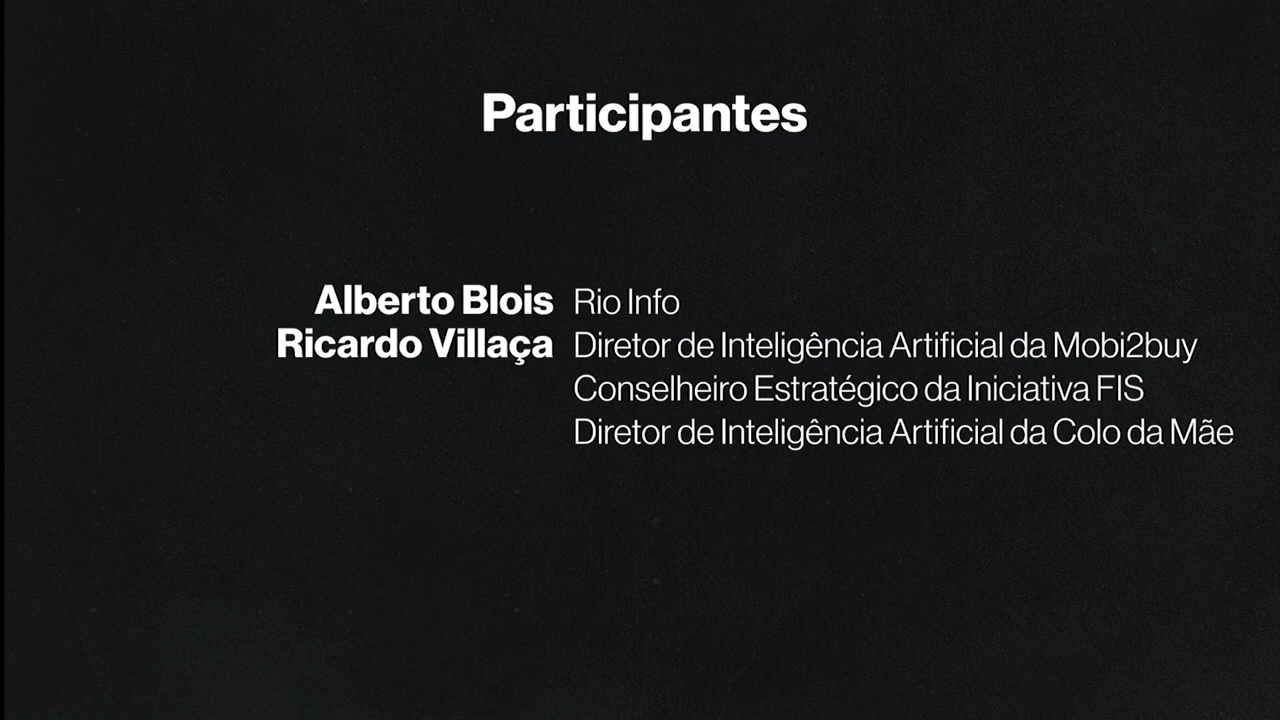 Participantes
Alberto Blois Rio Info
Ricardo Villaça Diretor de Inteligência Artificial da Mobi2buy
Conselheiro Estratégico da Iniciativa FIS
Diretor de Inteligência Artificial da Colo da Mãe